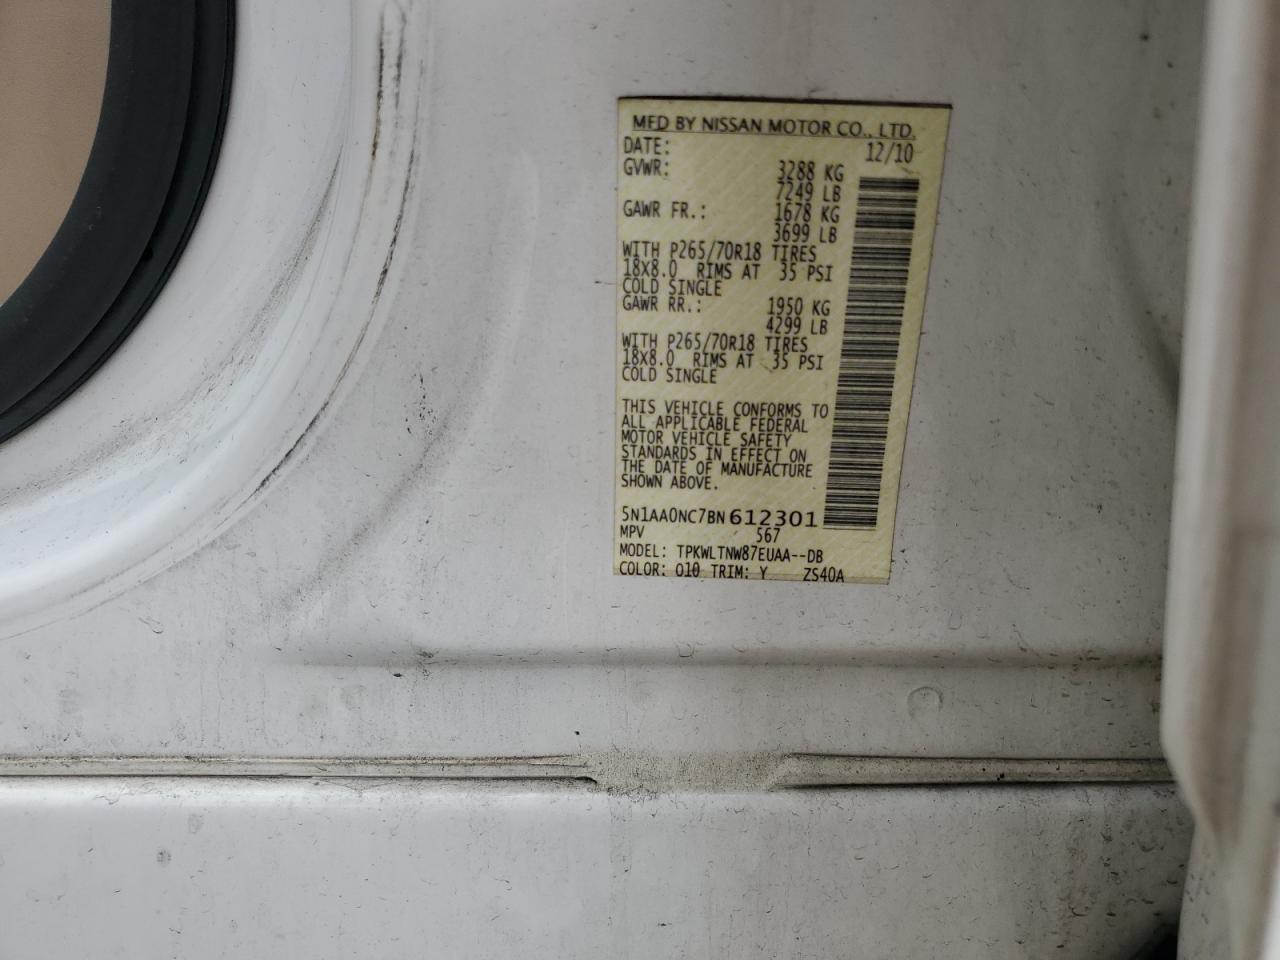 MFD BY NISSAN MOTOR CO., LTD.
DATE: 12/10
GVWR: 3288 KG
7249 LB
GAWR FR.: 1678 KG
3699 LB
WITH P265/70R18 TIRES
18X8.0 RIMS AT 35 PSI
COLD SINGLE
GAWR RR.: 1950 KG
4299 LB
WITH P265/70R18 TIRES
18X8.0 RIMS AT 35 PSI
COLD SINGLE
THIS VEHICLE CONFORMS TO
ALL APPLICABLE FEDERAL
MOTOR VEHICLE SAFETY
STANDARDS IN EFFECT ON
THE DATE OF MANUFACTURE
SHOWN ABOVE.
5N1AA0NC7BN612301
MPV 567
MODEL: TPKWLTNW87EUAA--DB
COLOR: Q10 TRIM: Y ZS40A